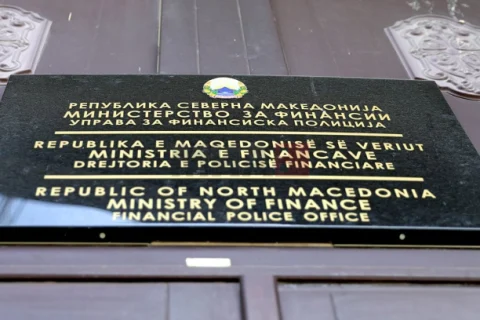 РЕПУБЛИКА СЕВЕРНА МАКЕДОНИЈА
МИНИСТЕРСТВО ЗА ФИНАНСИИ
УПРАВА ЗА ФИНАНСИСКА ПОЛИЦИЈА
REPUBLIKA E MAQEDONISË SË VERIUT
MINISTRIA E FINANCAVE
DREJTORIA E POLICISË FINANCIARE
REPUBLIC OF NORTH MACEDONIA
MINISTRY OF FINANCE
FINANCIAL POLICE OFFICE